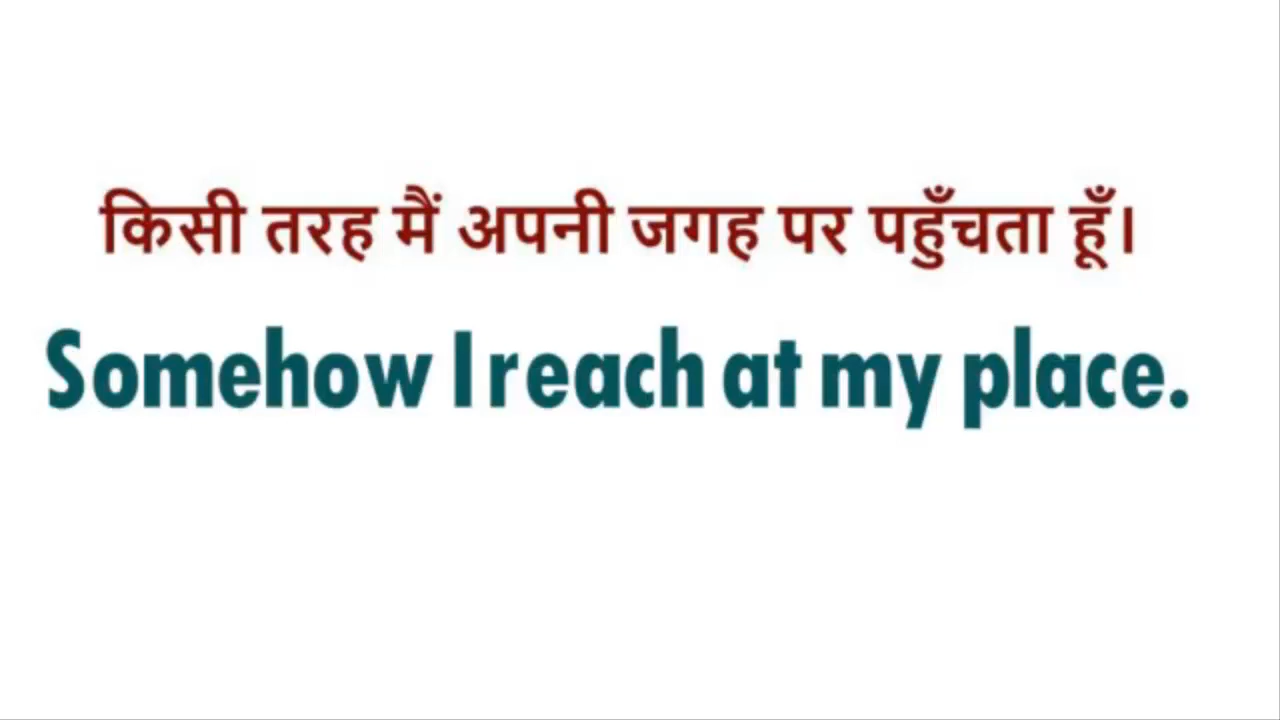 किसी तरह मैं अपनी जगह पर पहुँचता हूँ।
Somehow I reach at my place.